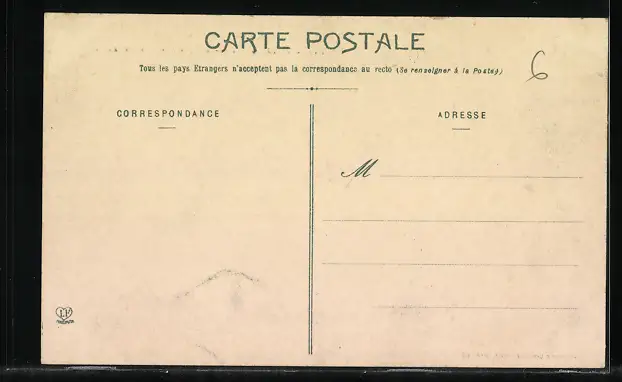 CARTE POSTALE
Tous les pays Etrangers n'acceptent pas la correspondance au recto (Se renseigner à la Poste)
6
CORRESPONDANCE
ADRESSE
M